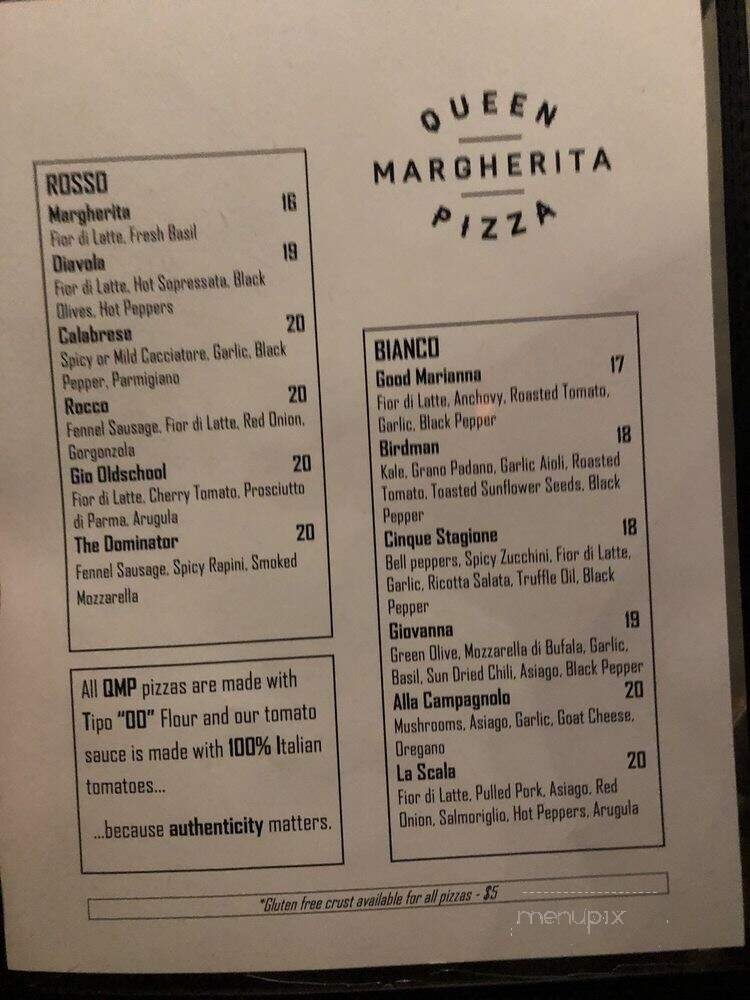 QUEEN
MARGHERITA
PIZZA
ROSSO
Margherita 16
Fior di Latte, Fresh Basil
Diavola 19
Fior di Latte, Hot Sopressata, Black
Olives, Hot Peppers
Calabrese 20
Spicy or Mild Cacciatore, Garlic, Black
Pepper, Parmigiano
Rocco 20
Fennel Sausage, Fior di Latte, Red Onion,
Gorgonzola
Gio Oldschool 20
Fior di Latte, Cherry Tomato, Prosciutto
di Parma, Arugula
The Dominator 20
Fennel Sausage, Spicy Rapini, Smoked
Mozzarella
All QMP pizzas are made with
Tipo "00" Flour and our tomato
sauce is made with 100% Italian
tomatoes...
...because authenticity matters.
BIANCO
Good Marianna 17
Fior di Latte, Anchovy, Roasted Tomato,
Garlic, Black Pepper
Birdman 18
Kale, Grano Padano, Garlic Aioli, Roasted
Tomato, Toasted Sunflower Seeds, Black
Pepper
Cinque Stagione 18
Bell peppers, Spicy Zucchini, Fior di Latte,
Garlic, Ricotta Salata, Truffle Oil, Black
Pepper
Giovanna 19
Green Olive, Mozzarella di Bufala, Garlic,
Basil, Sun Dried Chili, Asiago, Black Pepper
Alla Campagnolo 20
Mushrooms, Asiago, Garlic, Goat Cheese,
Oregano
La Scala 20
Fior di Latte, Pulled Pork, Asiago, Red
Onion, Salmoriglio, Hot Peppers, Arugula
*Gluten free crust available for all pizzas - $5
menupix